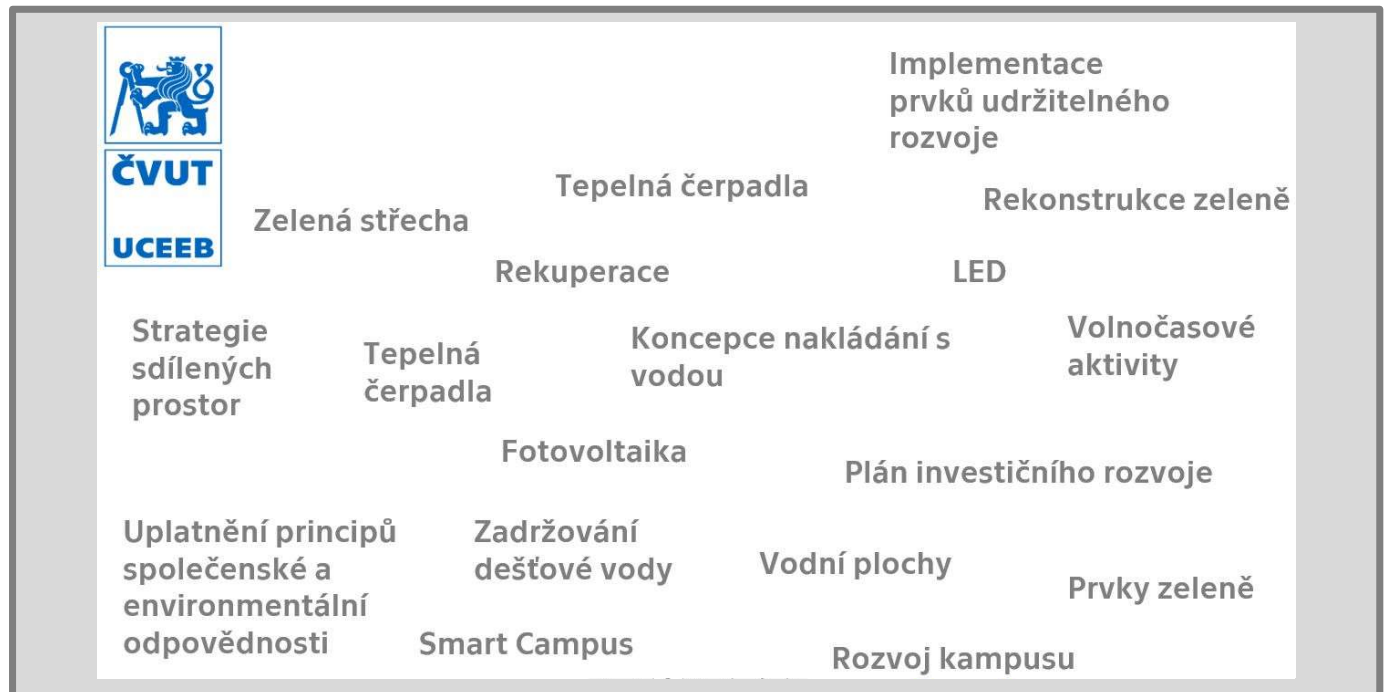 Implementace
prvků udržitelného
rozvoje
ČVUT
UCEEB
Tepelná čerpadla
Rekonstrukce zeleně
Zelená střecha
Rekuperace
LED
Strategie
sdílených
prostor
Tepelná
čerpadla
Koncepce nakládání s
vodou
Volnočasové
aktivity
Fotovoltaika
Plán investičního rozvoje
Uplatnění principů
společenské a
environmentální
odpovědnosti
Zadržování
dešťové vody
Vodní plochy
Prvky zeleně
Smart Campus
Rozvoj kampusu